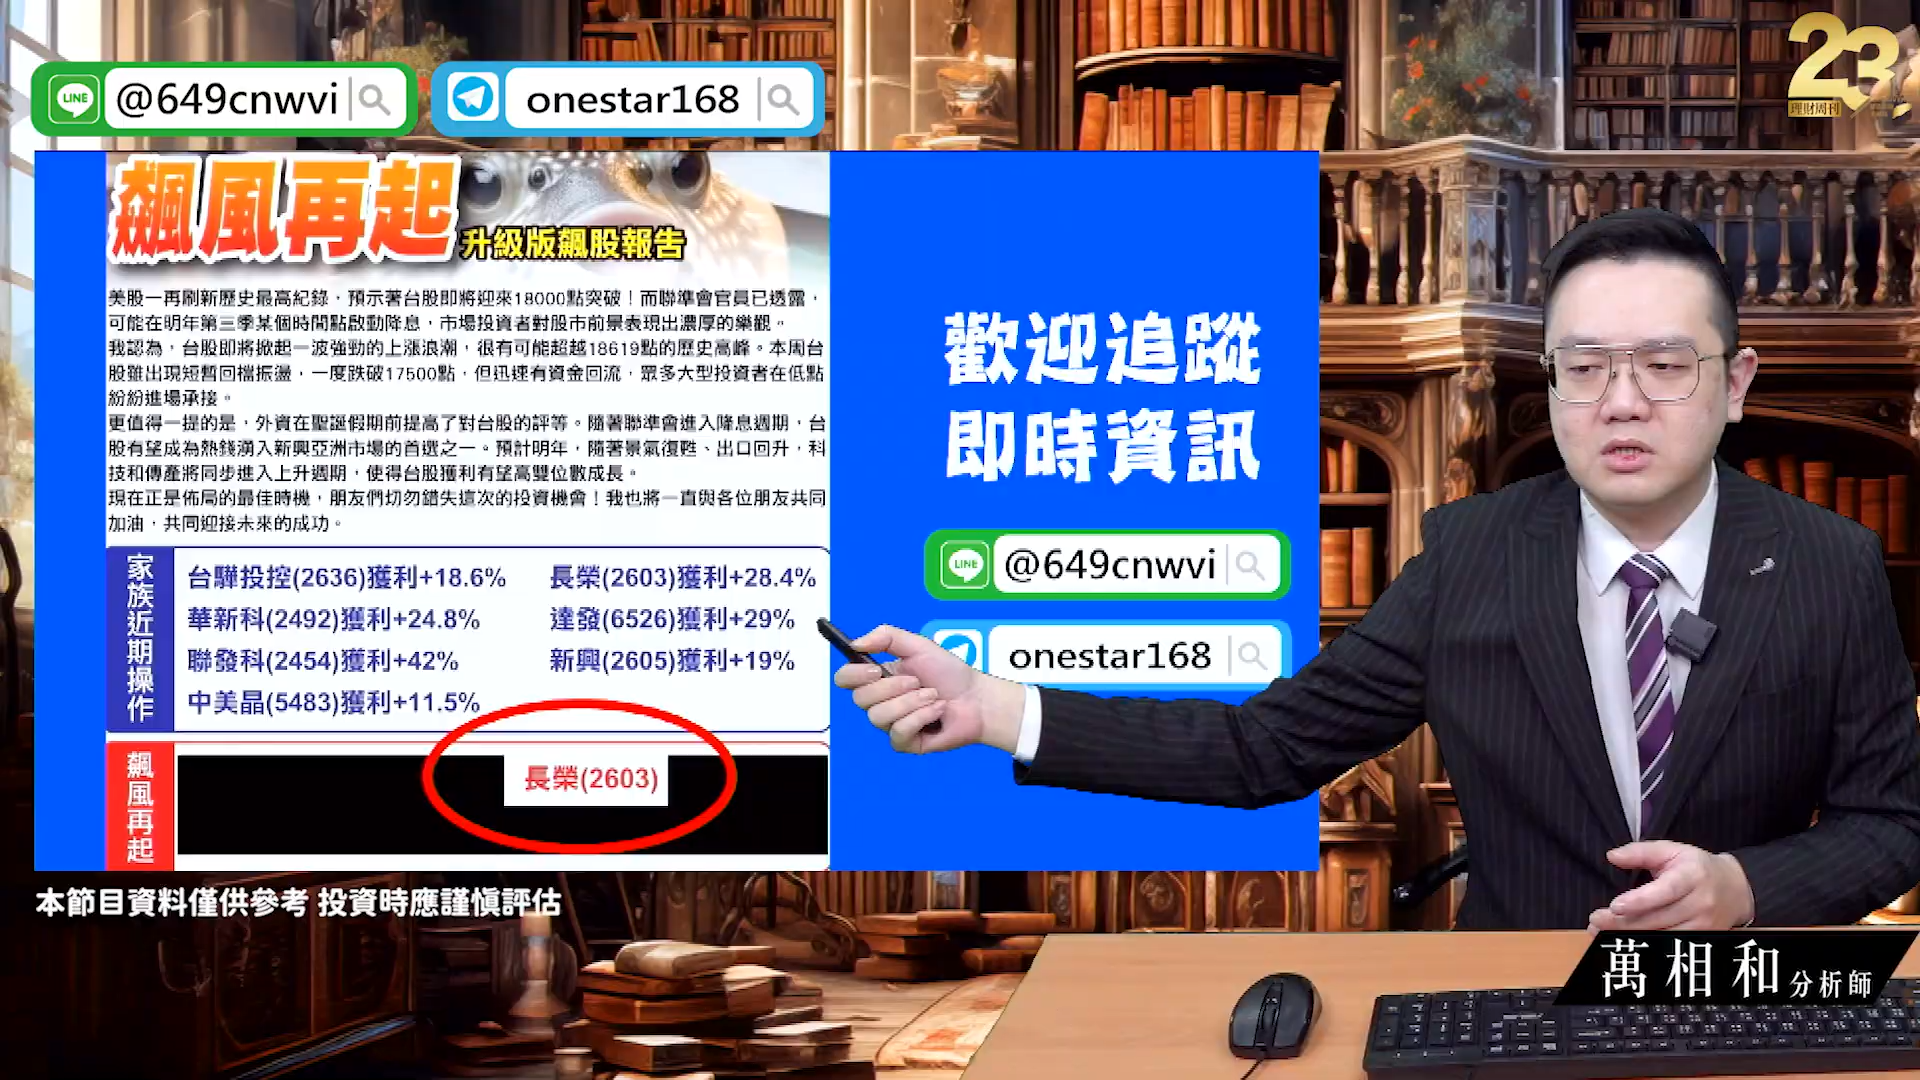 LINE @649cnwvi
onestar168
23
理財周刊
飆風再起
升級版飆股報告
美股一再刷新歷史最高紀錄，預示著台股即將迎來18000點突破！而聯準會官員已透露，
可能在明年第三季某個時間點啟動降息，市場投資者對股市前景表現出濃厚的樂觀。
我認為，台股即將掀起一波強勁的上漲浪潮，很有可能超越18619點的歷史高峰。本周台
股雖出現短暫回檔振盪，一度跌破17500點，但迅速有資金回流，眾多大型投資者在低點
紛紛進場承接。
更值得一提的是，外資在聖誕假期前提高了對台股的評等。隨著聯準會進入降息週期，台
股有望成為熱錢湧入新興亞洲市場的首選之一。預計明年，隨著景氣復甦、出口回升，科
技和傳產將同步進入上升週期，使得台股獲利有望高雙位數成長。
現在正是佈局的最佳時機，朋友們切勿錯失這次的投資機會！我也將一直與各位朋友共同
加油，共同迎接未來的成功。
家族近期操作
台驊投控(2636)獲利+18.6% 長榮(2603)獲利+28.4%
華新科(2492)獲利+24.8% 達發(6526)獲利+29%
聯發科(2454)獲利+42% 新興(2605)獲利+19%
中美晶(5483)獲利+11.5%
飆風再起
長榮(2603)
歡迎追蹤
即時資訊
LINE @649cnwvi
onestar168
本節目資料僅供參考 投資時應謹慎評估
萬相和分析師